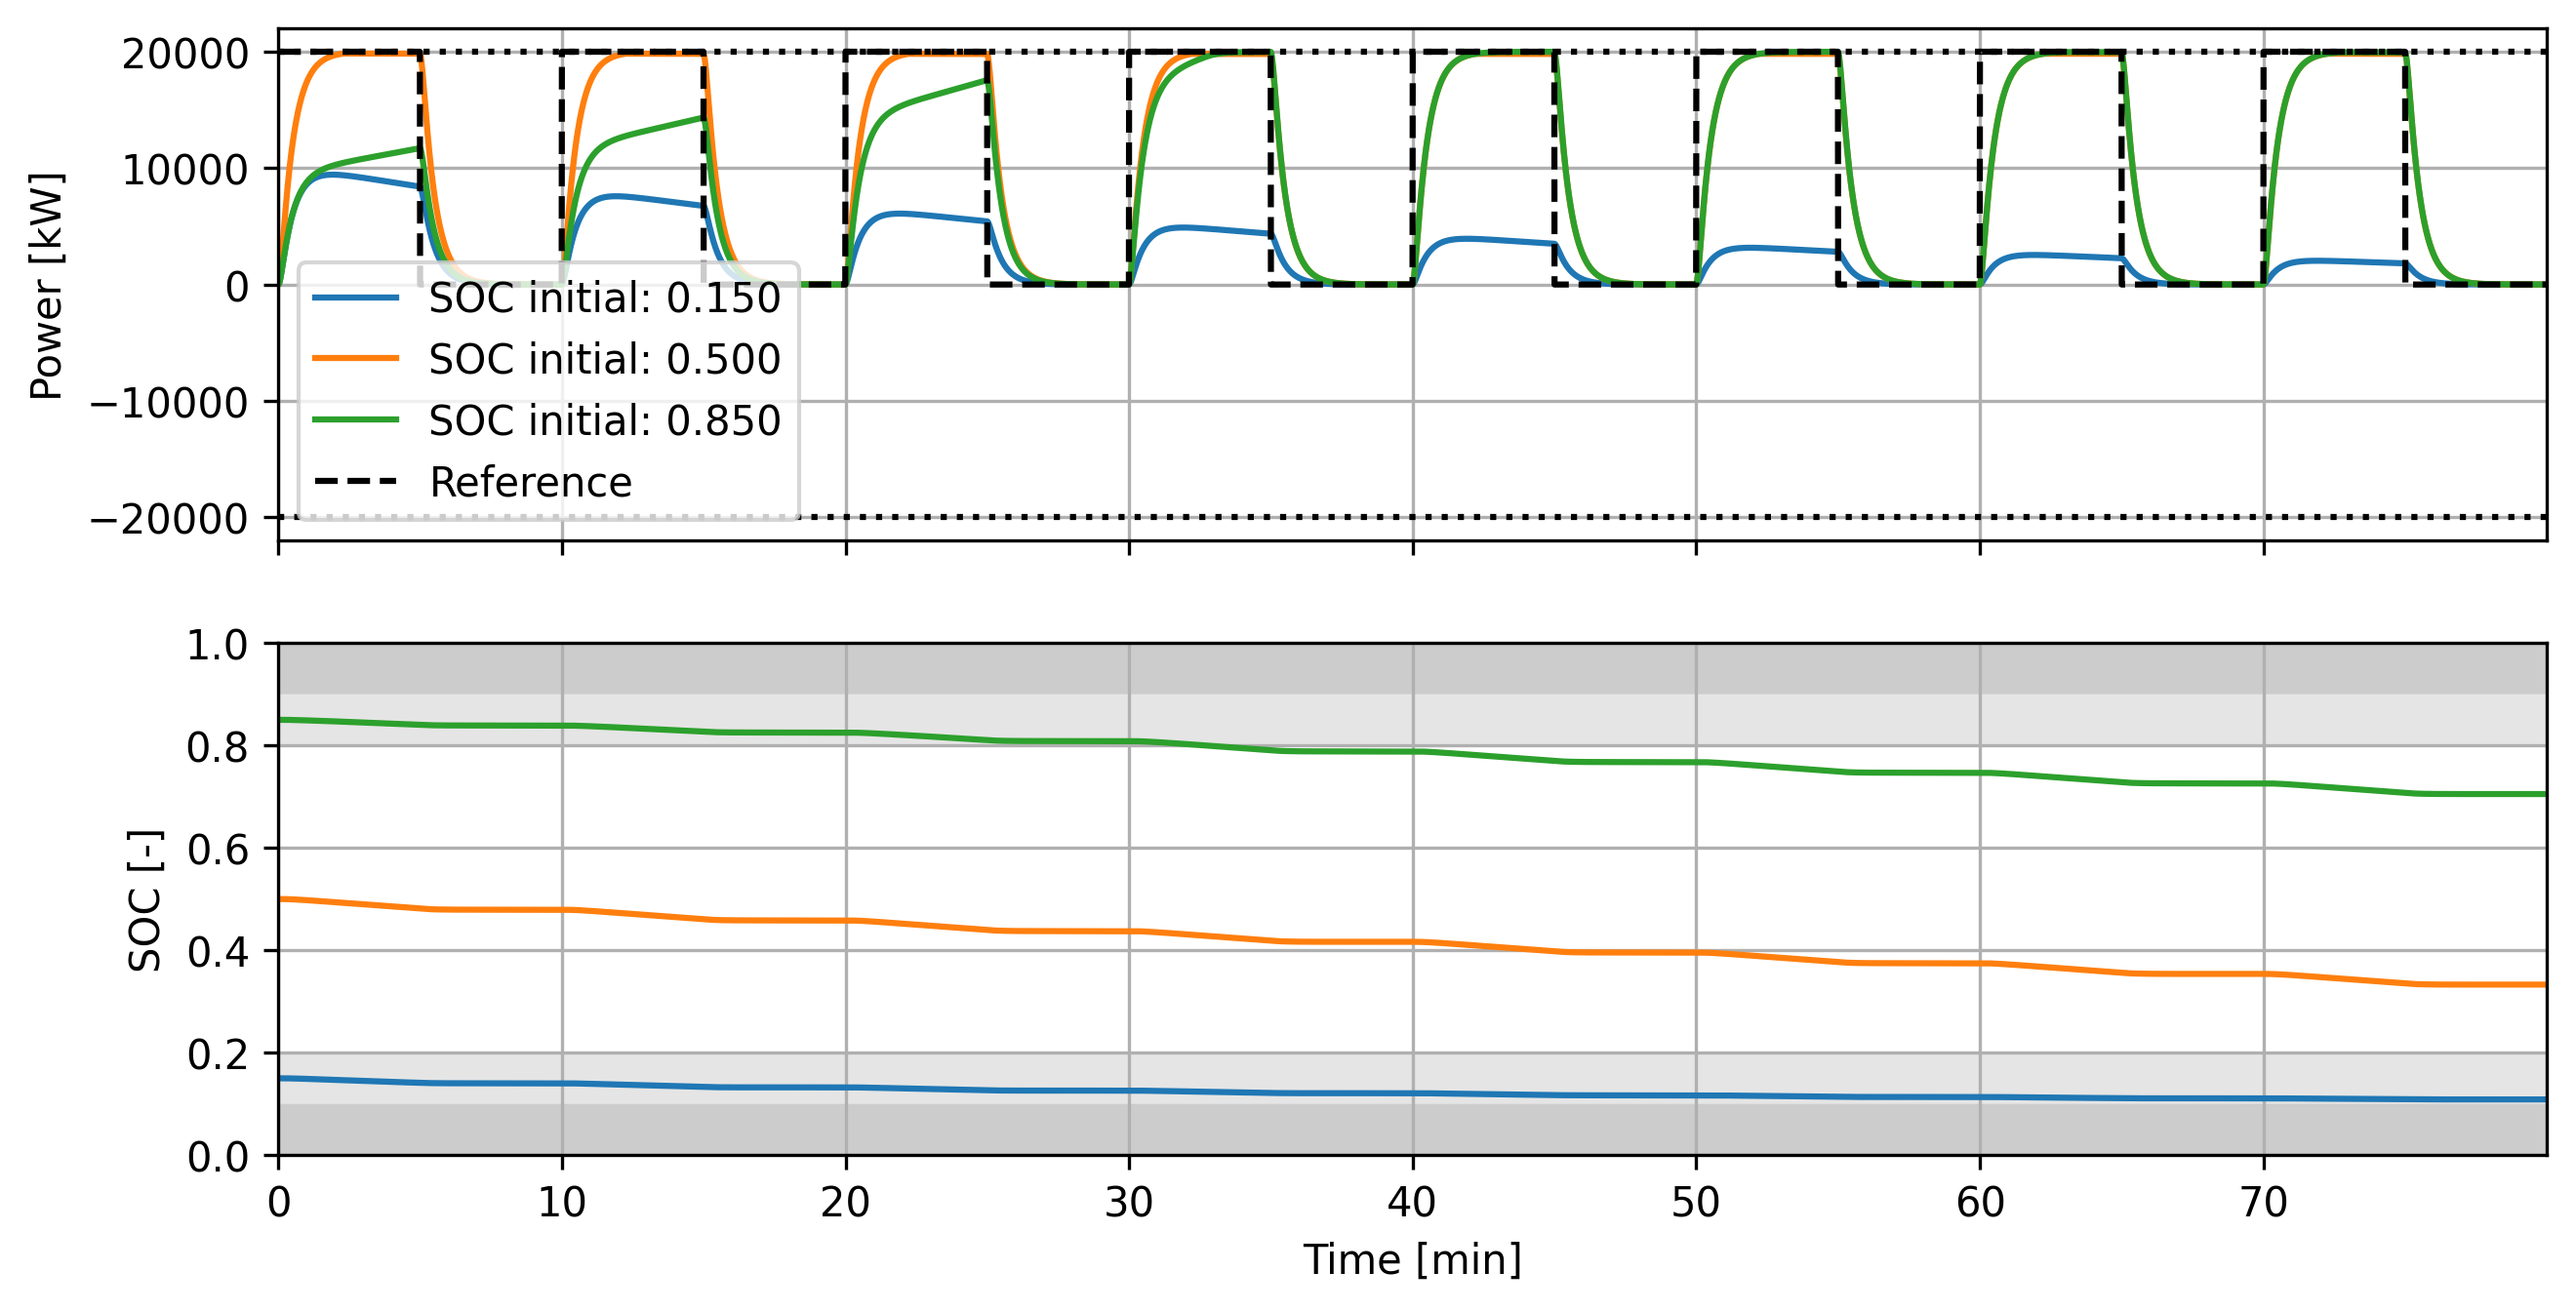 20000
10000
0
−10000
−20000
Power [kW]
SOC initial: 0.150
SOC initial: 0.500
SOC initial: 0.850
Reference
1.0
0.8
0.6
0.4
0.2
0.0
SOC [-]
0 10 20 30 40 50 60 70
Time [min]